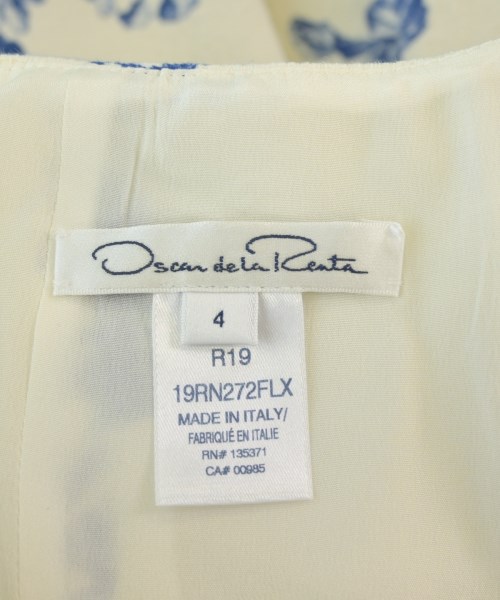 Oscar de la Renta
4
R19
19RN272FLX
MADE IN ITALY/
FABRIQUÉ EN ITALIE
RN# 135371
CA# 00985